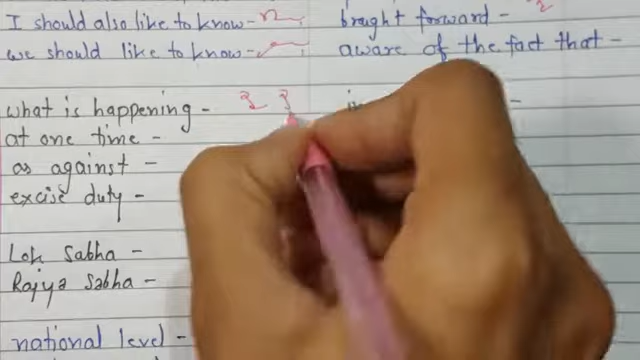 I should also like to know -
we should like to know -
what is happening -
at one time -
as against -
excise duty -
Lok Sabha -
Rajya Sabha -
national level -
brought forward -
aware of the fact that -